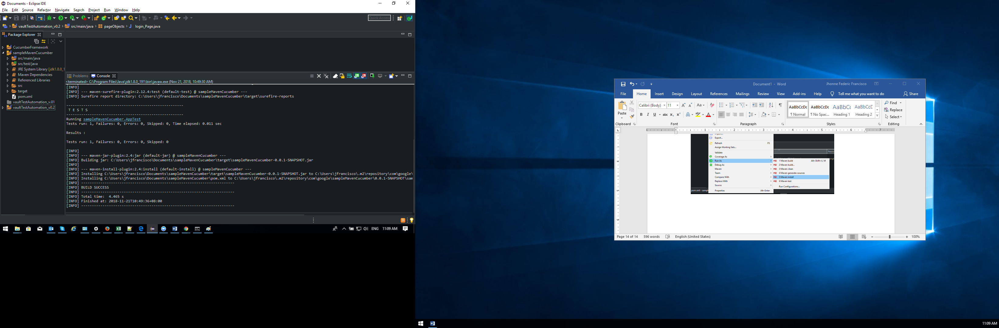 Documents - Eclipse IDE
File Edit Source Refactor Navigate Search Project Run Window Help
Quick Access
vaultTestAutomation_v0.2 src/main/java pageObjects login_Page.java
Package Explorer
CucumberFramework
sampleMavenCucumber
src/main/java
src/test/java
JRE System Library [jdk1.8.0_1
Maven Dependencies
Referenced Libraries
src
target
pom.xml
vaultTestAutomation_v.01
vaultTestAutomation_v0.2
Problems Console
<terminated> C:\Program Files\Java\jdk1.8.0_191\bin\javaw.exe (Nov 21, 2018, 10:49:30 AM)
[INFO]
[INFO] --- maven-surefire-plugin:2.12.4:test (default-test) @ sampleMavenCucumber ---
[INFO] Surefire report directory: C:\Users\jfrancisco\Documents\sampleMavenCucumber\target\surefire-reports
-------------------------------------------------------
T E S T S
-------------------------------------------------------
Running sampleMavenCucumber.AppTest
Tests run: 1, Failures: 0, Errors: 0, Skipped: 0, Time elapsed: 0.011 sec
Results :
Tests run: 1, Failures: 0, Errors: 0, Skipped: 0
[INFO]
[INFO] --- maven-jar-plugin:2.4:jar (default-jar) @ sampleMavenCucumber ---
[INFO] Building jar: C:\Users\jfrancisco\Documents\sampleMavenCucumber\target\sampleMavenCucumber-0.0.1-SNAPSHOT.jar
[INFO]
[INFO] --- maven-install-plugin:2.4:install (default-install) @ sampleMavenCucumber ---
[INFO] Installing C:\Users\jfrancisco\Documents\sampleMavenCucumber\target\sampleMavenCucumber-0.0.1-SNAPSHOT.jar to C:\Users\jfrancisco\.m2\repository\com\google\
[INFO] Installing C:\Users\jfrancisco\Documents\sampleMavenCucumber\pom.xml to C:\Users\jfrancisco\.m2\repository\com\google\sampleMavenCucumber\0.0.1-SNAPSHOT\sam
[INFO] ------------------------------------------------------------------------
[INFO] BUILD SUCCESS
[INFO] ------------------------------------------------------------------------
[INFO] Total time: 4.465 s
[INFO] Finished at: 2018-11-21T10:49:36+08:00
[INFO] ------------------------------------------------------------------------
ENG 11:09 AM
Document1 - Word Jhonne Federic Francisco
File Home Insert Design Layout References Mailings Review View Add-ins Help Tell me what you want to do Share
Paste
Calibri (Body) 11
AaBbCcDc AaBbCcDc AaBbCc AaBbCcD
¶ Normal ¶ No Spac... Heading 1 Heading 2
Find
Replace
Select
Clipboard Font Paragraph Styles Editing
1 1 2 3 4 5 6 7
Export...
Refresh F5
Assign Working Sets...
Validate
Coverage As
Run As
Debug As
Maven
Team
Compare With
Replace With
Source
Properties Alt+Enter
1 Maven build Alt+Shift+X, M
2 Maven build...
3 Maven clean
4 Maven generate-sources
5 Maven install
6 Maven test
Run Configurations...
pom.xml - sampl
Page 14 of 14 596 words English (United States) 100%
11:09 AM